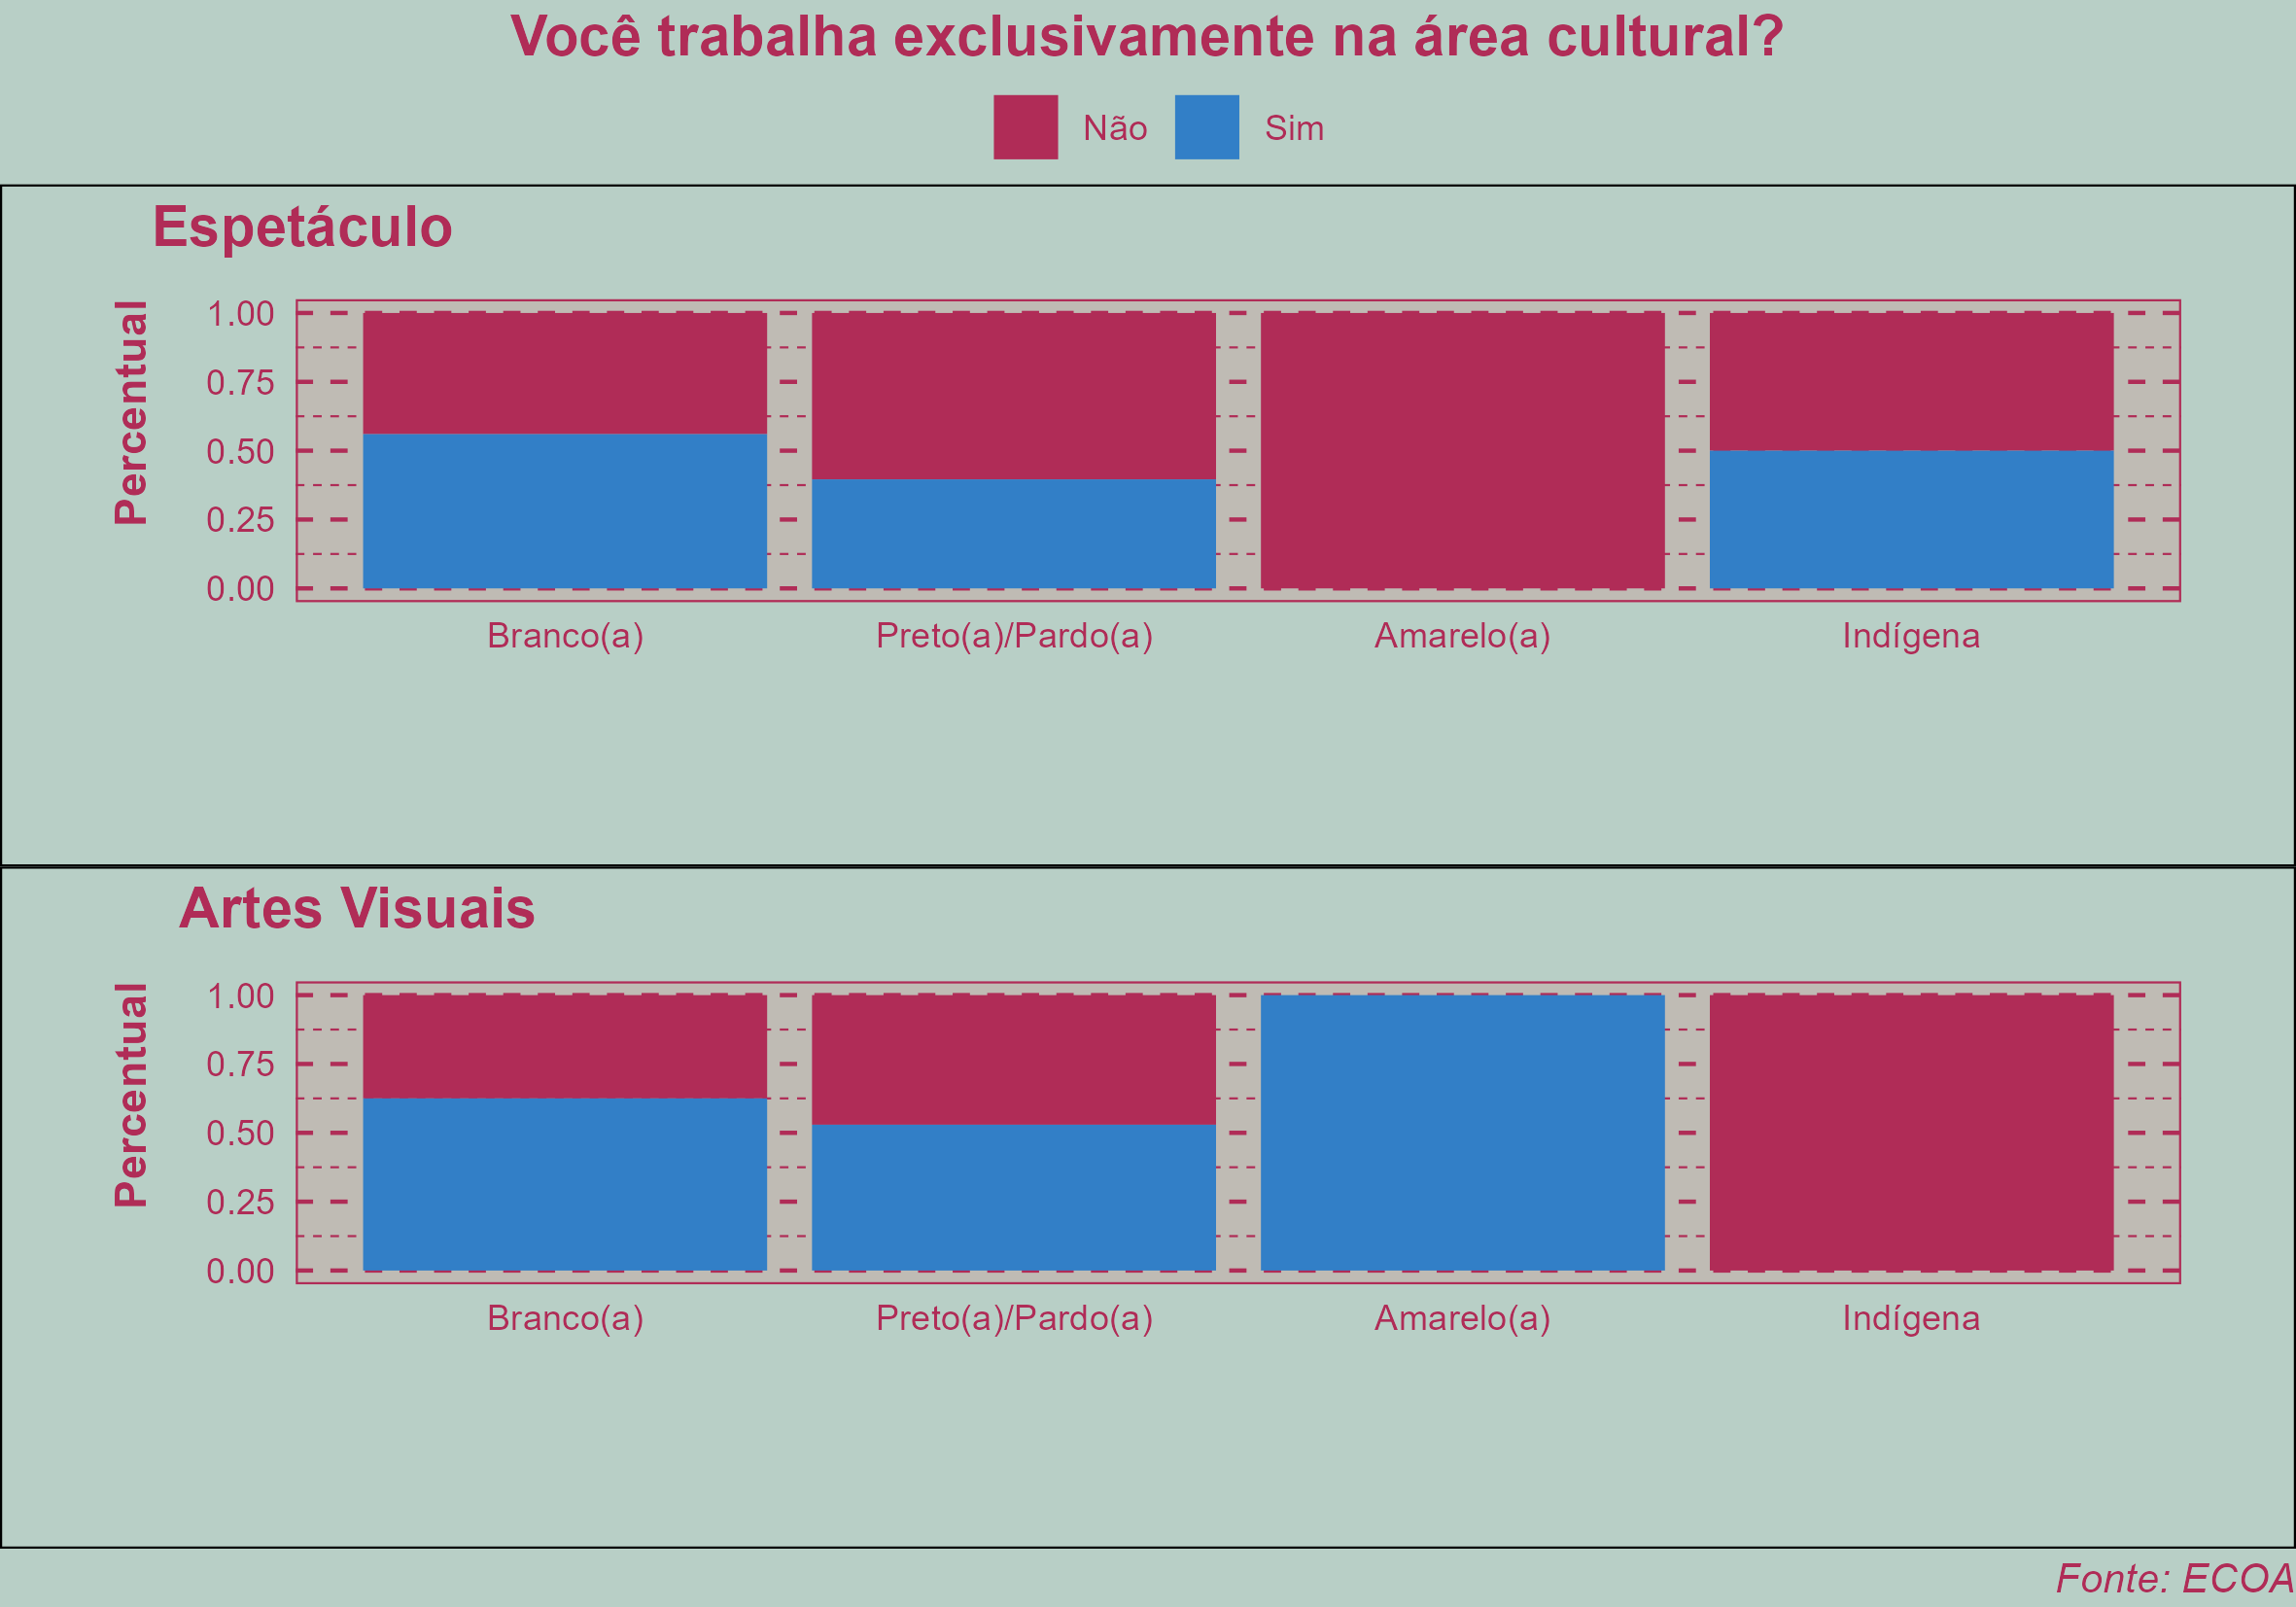 Você trabalha exclusivamente na área cultural?
Não Sim
Espetáculo
Percentual
1.00
0.75
0.50
0.25
0.00
Branco(a) Preto(a)/Pardo(a) Amarelo(a) Indígena
Artes Visuais
Percentual
1.00
0.75
0.50
0.25
0.00
Branco(a) Preto(a)/Pardo(a) Amarelo(a) Indígena
Fonte: ECOA